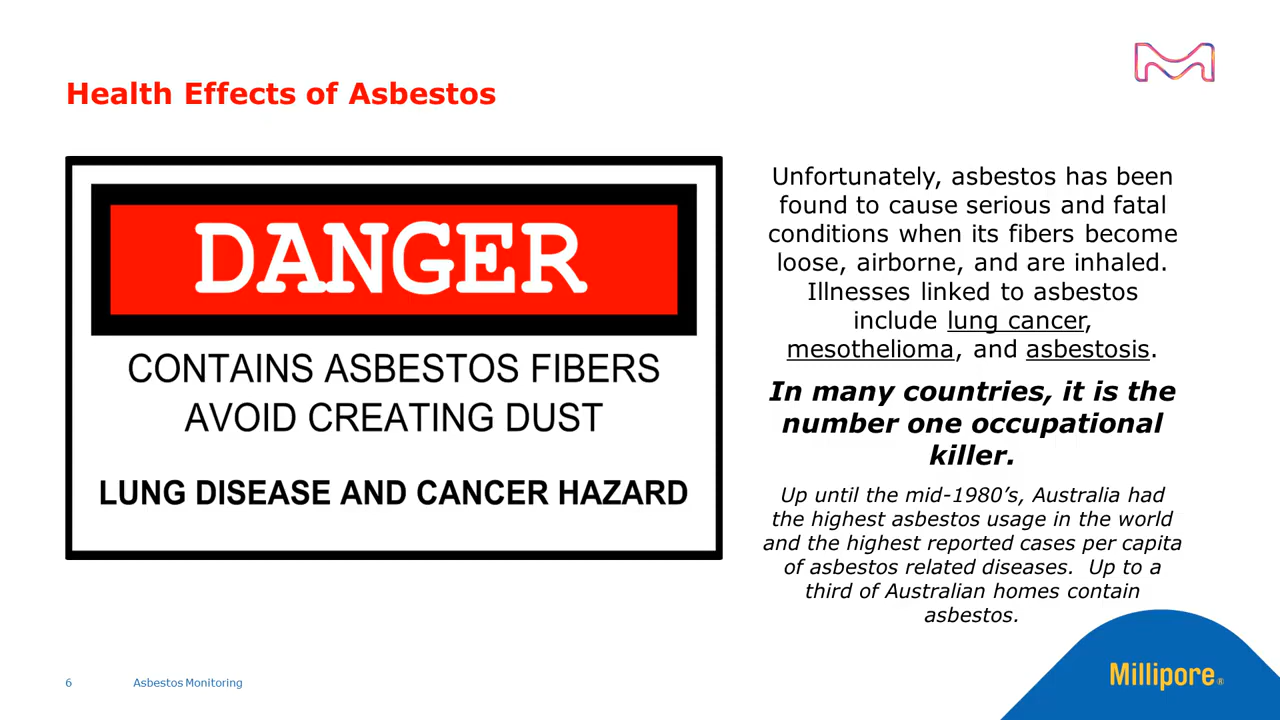 Health Effects of Asbestos
DANGER
CONTAINS ASBESTOS FIBERS
AVOID CREATING DUST
LUNG DISEASE AND CANCER HAZARD
Unfortunately, asbestos has been
found to cause serious and fatal
conditions when its fibers become
loose, airborne, and are inhaled.
Illnesses linked to asbestos
include lung cancer,
mesothelioma, and asbestosis.
In many countries, it is the
number one occupational
killer.
Up until the mid-1980’s, Australia had
the highest asbestos usage in the world
and the highest reported cases per capita
of asbestos related diseases.  Up to a
third of Australian homes contain
asbestos.
6
Asbestos Monitoring
Millipore®